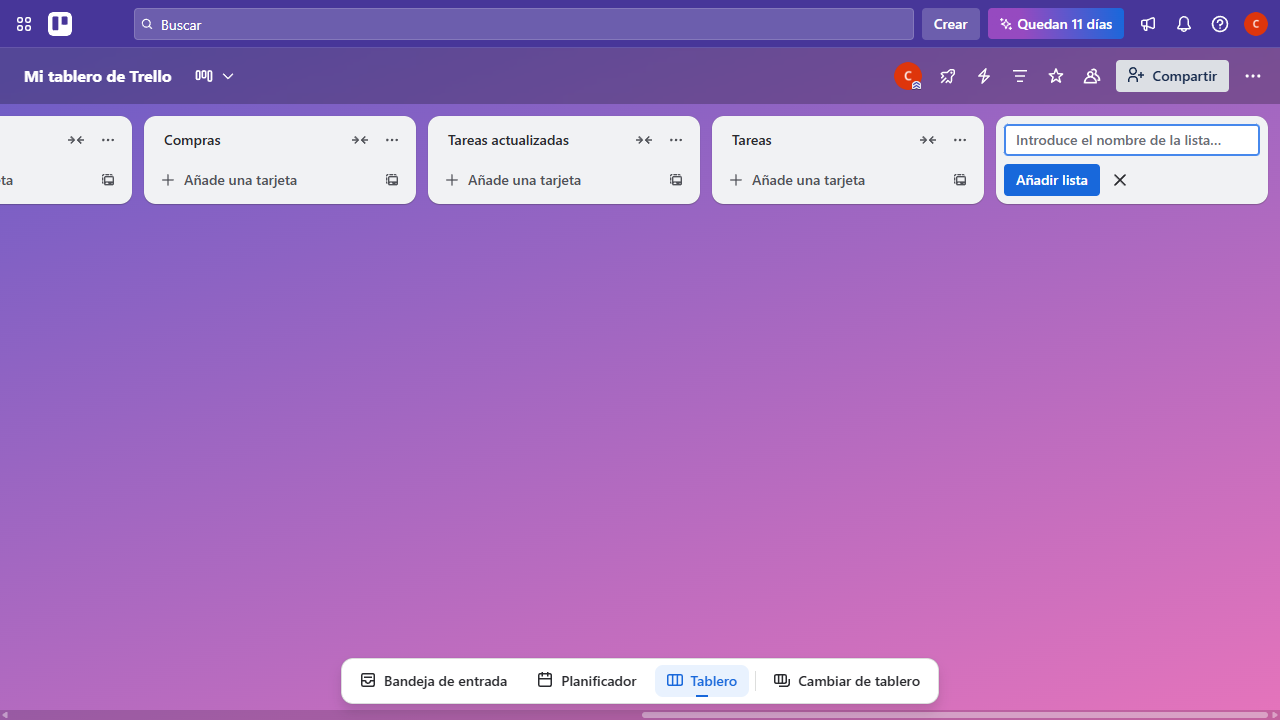 Buscar
Crear
Quedan 11 días
C
Mi tablero de Trello
C
Compartir
Compras
Tareas actualizadas
Tareas
Introduce el nombre de la lista...
eta
Añade una tarjeta
Añade una tarjeta
Añade una tarjeta
Añadir lista
Bandeja de entrada
Planificador
Tablero
Cambiar de tablero